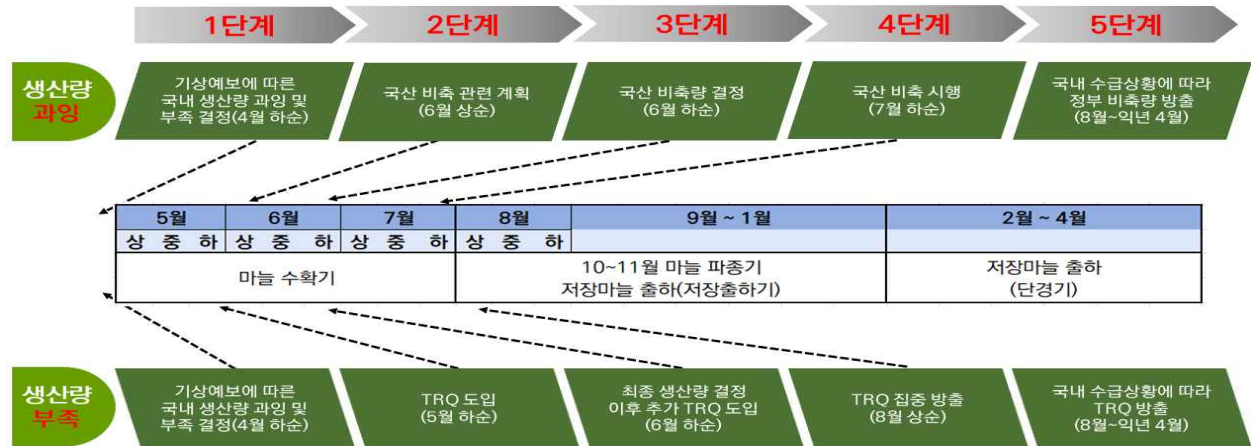 1단계 2단계 3단계 4단계 5단계
생산량
과잉
기상예보에 따른
국내 생산량 과잉 및
부족 결정(4월 하순)
국산 비축 관련 계획
(6월 상순)
국산 비축량 결정
(6월 하순)
국산 비축 시행
(7월 하순)
국내 수급상황에 따라
정부 비축량 방출
(8월~익년 4월)
5월 6월 7월 8월 9월 ~ 1월 2월 ~ 4월
상 중 하 상 중 하 상 중 하 상 중 하
마늘 수확기
10~11월 마늘 파종기
저장마늘 출하(저장출하기)
저장마늘 출하
(단경기)
생산량
부족
기상예보에 따른
국내 생산량 과잉 및
부족 결정(4월 하순)
TRQ 도입
(5월 하순)
최종 생산량 결정
이후 추가 TRQ 도입
(6월 하순)
TRQ 집중 방출
(8월 상순)
국내 수급상황에 따라
TRQ 방출
(8월~익년 4월)